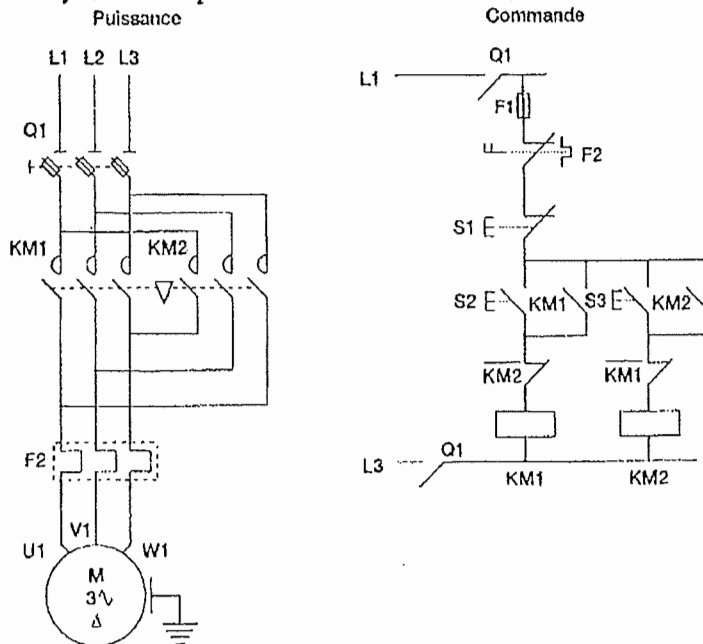 Puissance
L1 L2 L3
Q1
KM1 KM2
F2
U1 V1 W1
M
3∿
Δ
Commande
L1 Q1
F1
F2
S1
S2 KM1 S3 KM2
KM2 KM1
L3 Q1
KM1 KM2